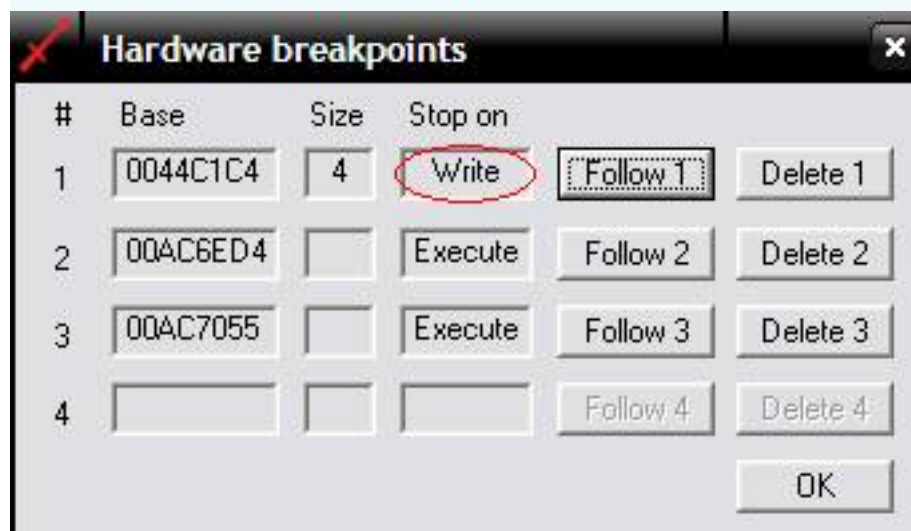 Hardware breakpoints
# Base Size Stop on
1 0044C1C4 4 Write Follow 1 Delete 1
2 00AC6ED4 Execute Follow 2 Delete 2
3 00AC7055 Execute Follow 3 Delete 3
4 Follow 4 Delete 4
OK